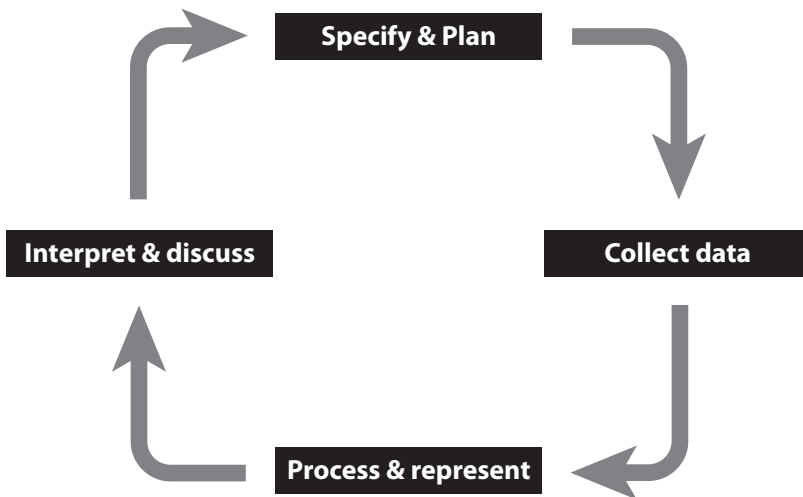 Specify & Plan
Interpret & discuss
Collect data
Process & represent